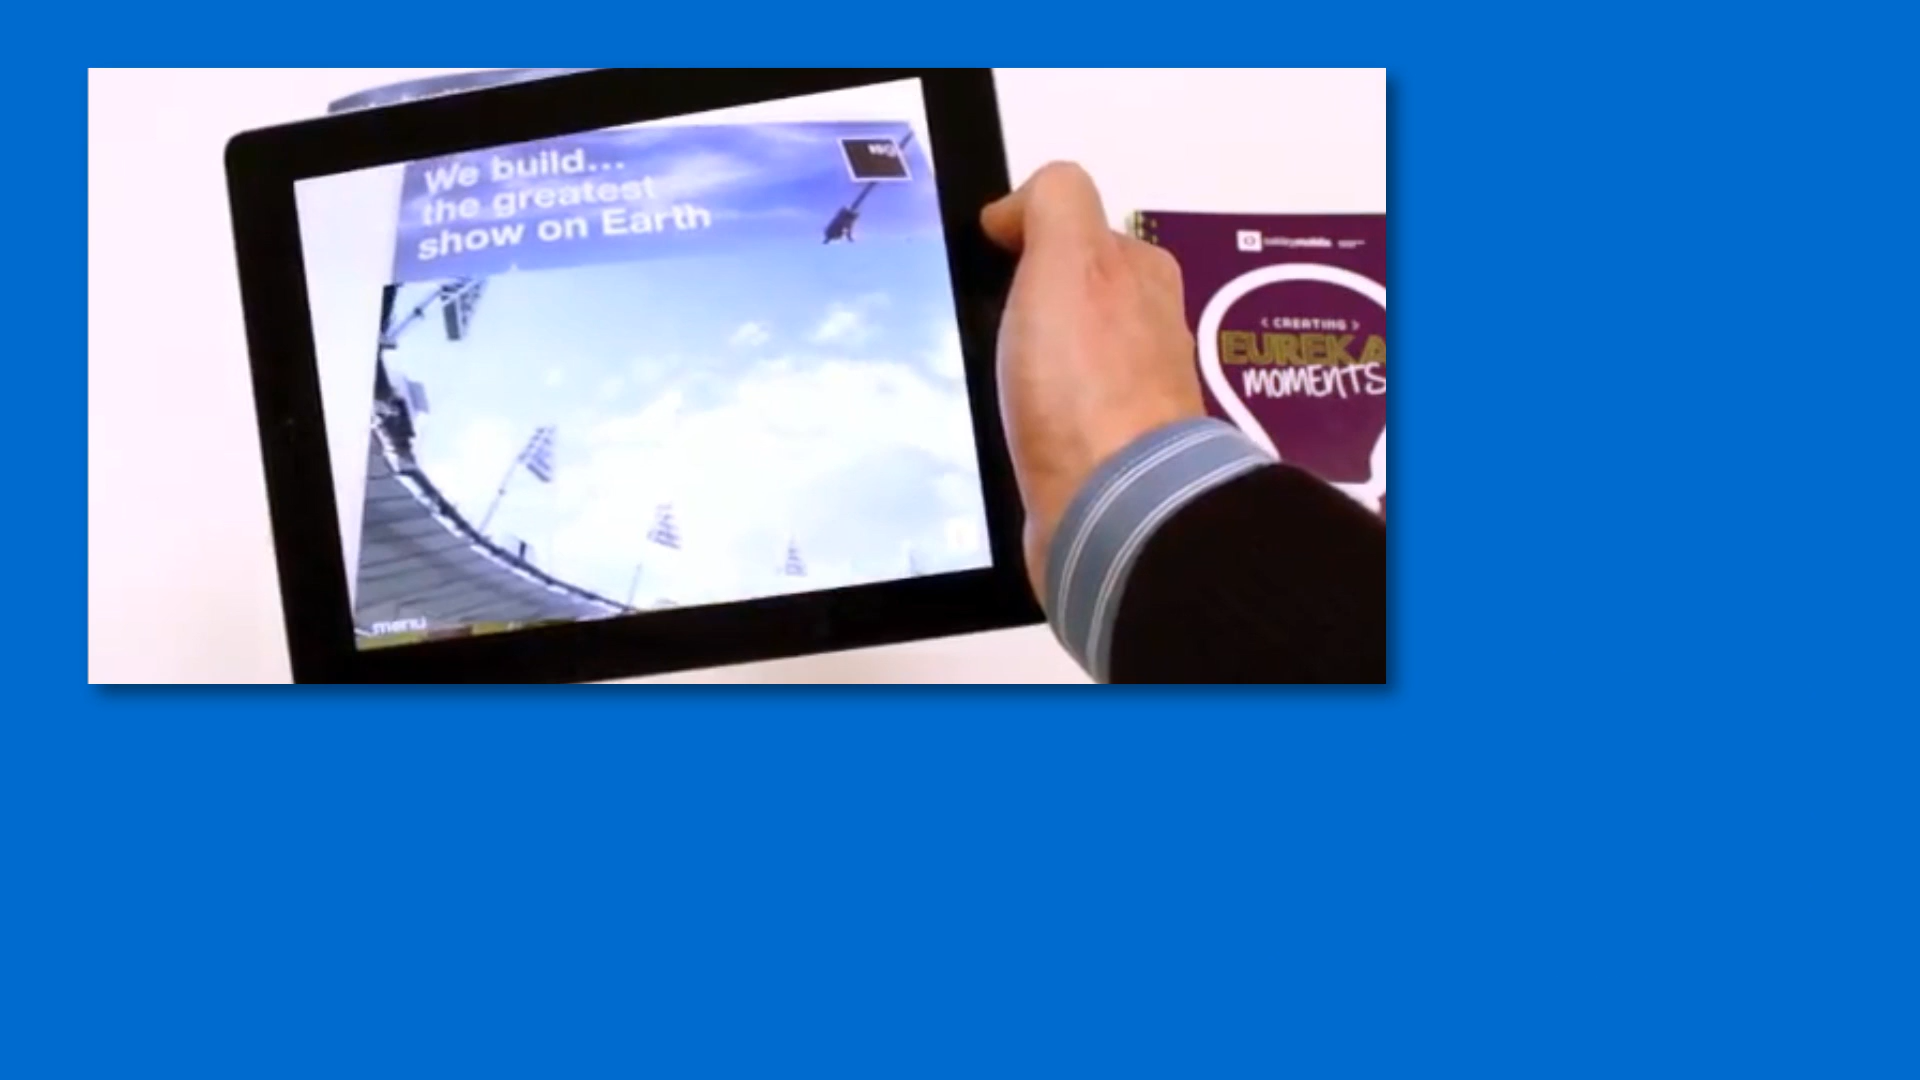 We build...
the greatest
show on Earth
menu
< CREATING >
EUREKA
MOMENTS